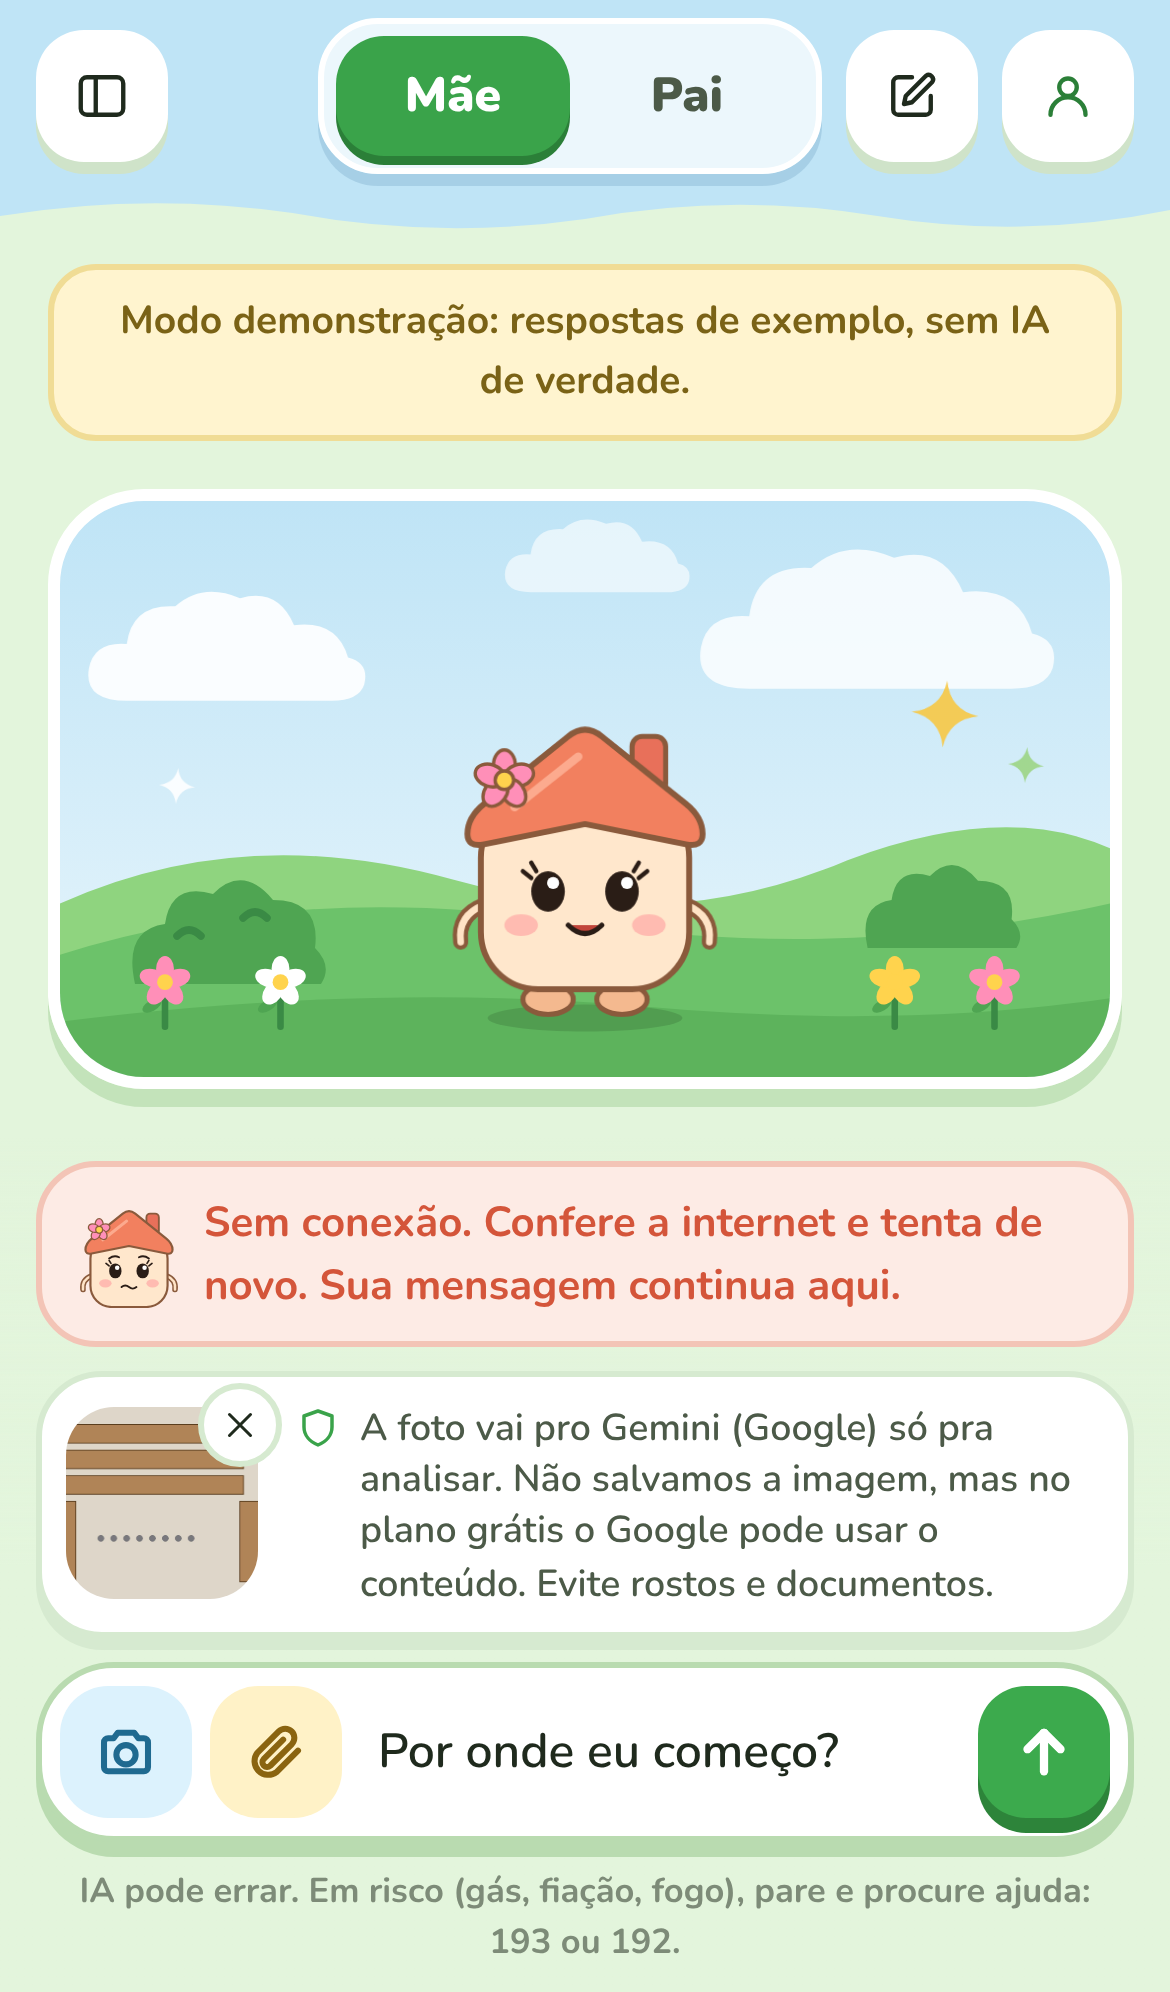 Mãe
Pai
Modo demonstração: respostas de exemplo, sem IA
de verdade.
Sem conexão. Confere a internet e tenta de
novo. Sua mensagem continua aqui.
A foto vai pro Gemini (Google) só pra
analisar. Não salvamos a imagem, mas no
plano grátis o Google pode usar o
conteúdo. Evite rostos e documentos.
Por onde eu começo?
IA pode errar. Em risco (gás, fiação, fogo), pare e procure ajuda:
193 ou 192.